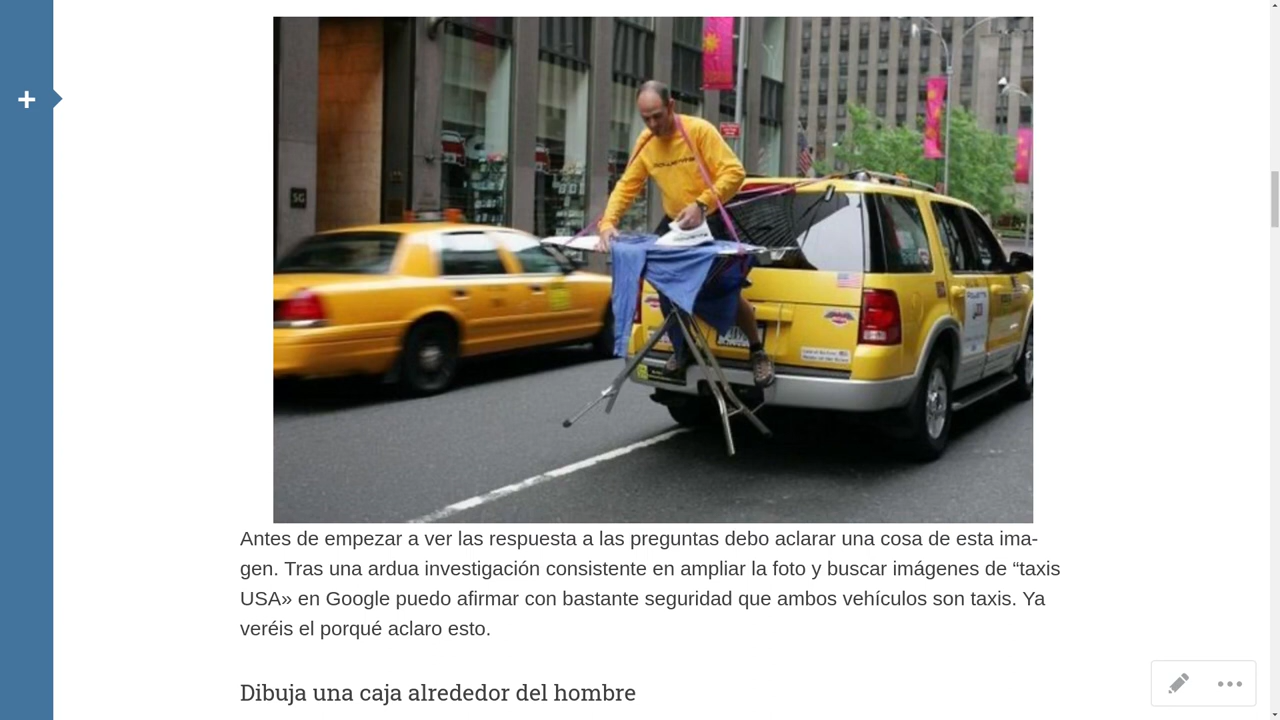 SG
Antes de empezar a ver las respuesta a las preguntas debo aclarar una cosa de esta ima-
gen. Tras una ardua investigación consistente en ampliar la foto y buscar imágenes de “taxis
USA» en Google puedo afirmar con bastante seguridad que ambos vehículos son taxis. Ya
veréis el porqué aclaro esto.
Dibuja una caja alrededor del hombre